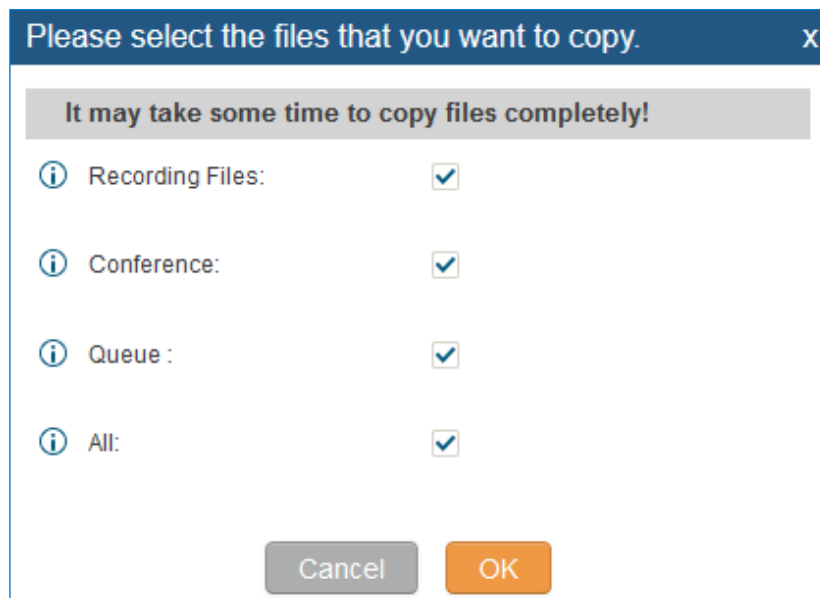 Please select the files that you want to copy. x
It may take some time to copy files completely!
Recording Files:
Conference:
Queue :
All:
Cancel OK